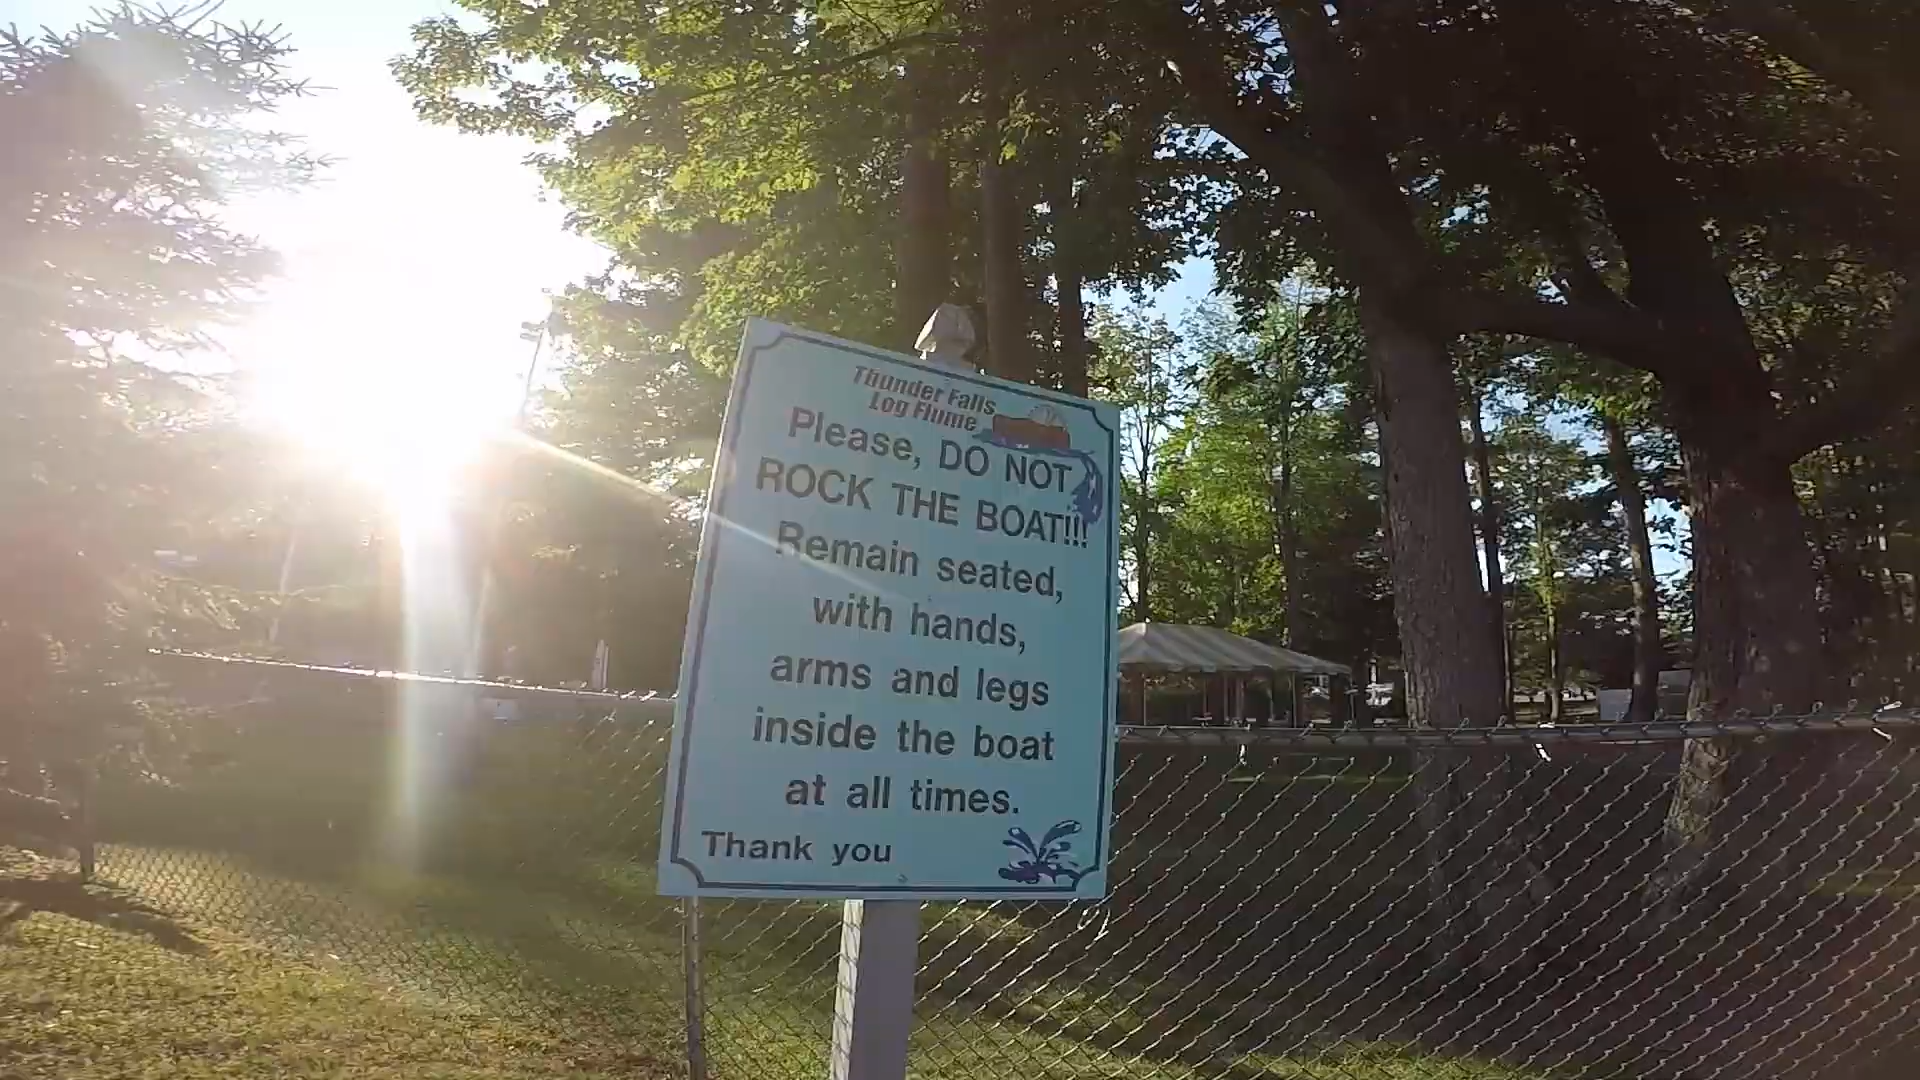 Thunder Falls
Log Flume
Please, DO NOT
ROCK THE BOAT!!!
Remain seated,
with hands,
arms and legs
inside the boat
at all times.
Thank you